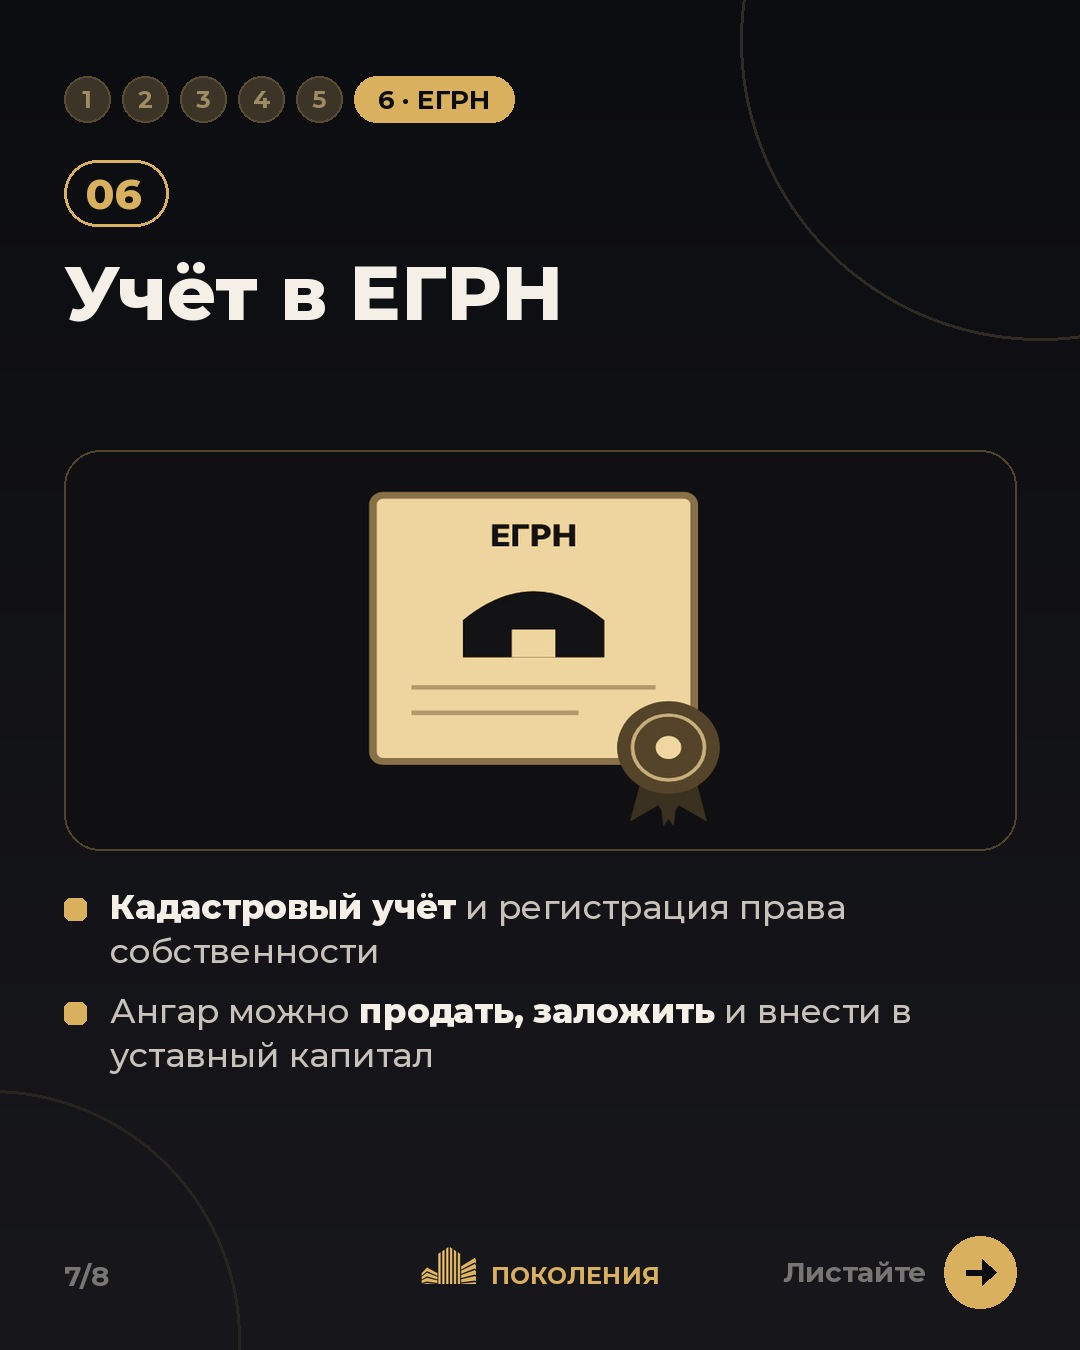 1 2 3 4 5 6 · ЕГРН
06
Учёт в ЕГРН
ЕГРН
Кадастровый учёт и регистрация права
собственности
Ангар можно продать, заложить и внести в
уставный капитал
7/8 ПОКОЛЕНИЯ Листайте